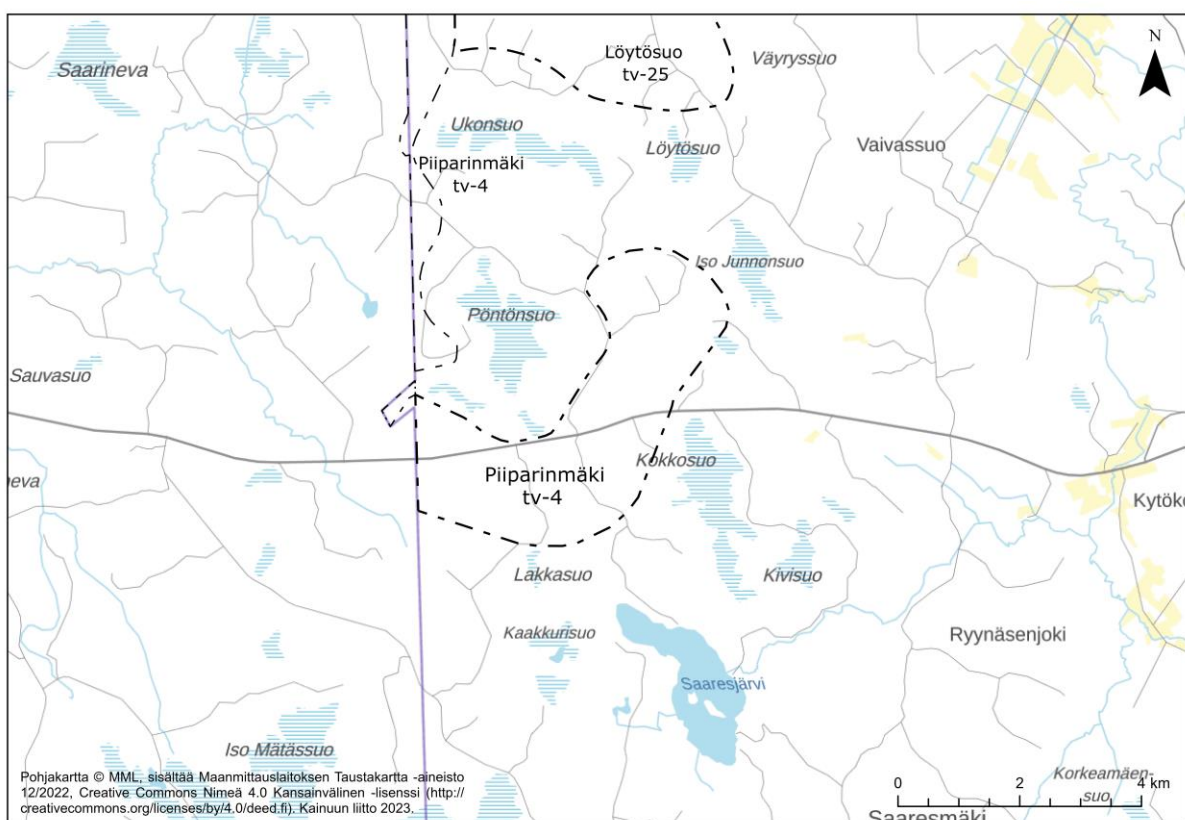 N
Löytösuo
tv-25
Väyryssuo
Saarineva
Ukonsuo
Löytösuo
Vaivassuo
Piiparinmäki
tv-4
Iso Junnonsuo
Pöntönsuo
Sauvasuo
Kokkosuo
Piiparinmäki
tv-4
eva
Kytök
Lakkasuo
Kivisuo
Kaakkurisuo
Ryynäsenjoki
Saaresjärvi
Iso Mätässuo
Pohjakartta © MML, sisältää Maanmittauslaitoksen Taustakartta -aineisto
12/2022, Creative Commons Nimeä 4.0 Kansainvälinen -lisenssi (http://
creativecommons.org/licenses/by/4.0/deed.fi). Kainuun liitto 2023.
Korkeamäen-
suo
0 2 4 km
Saaresmäki